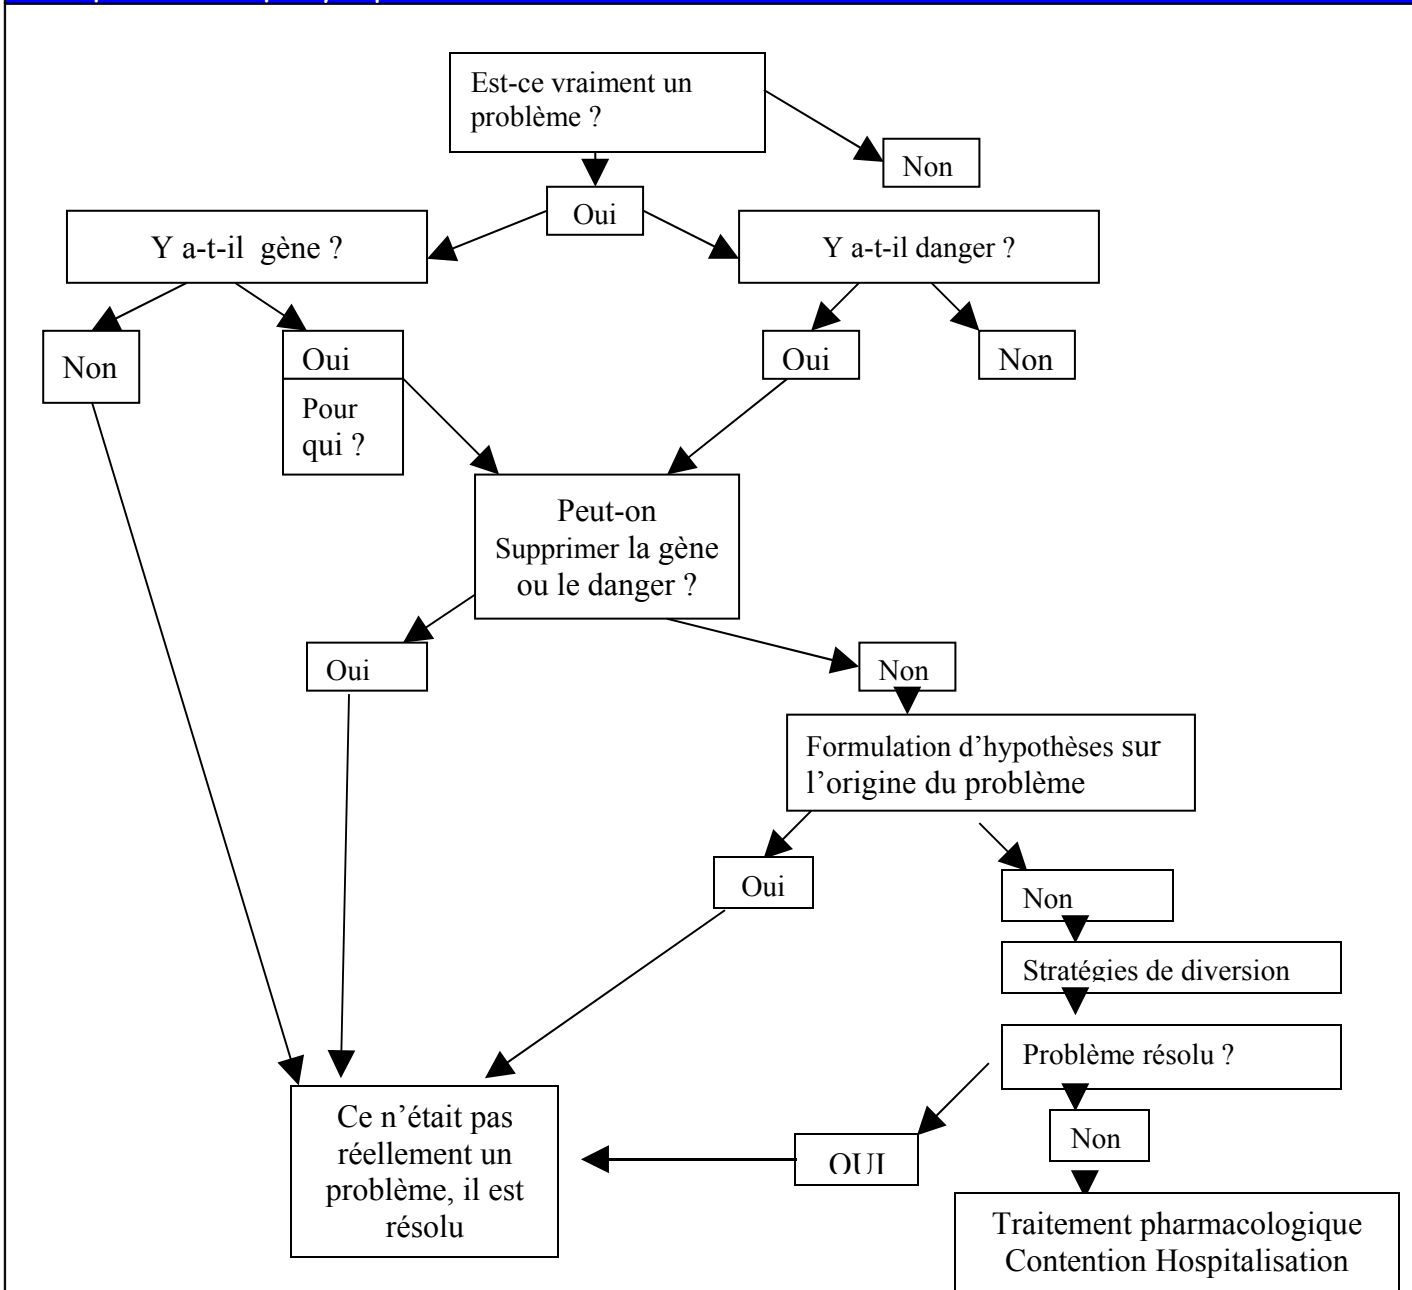 Est-ce vraiment un
problème ?
Non
Oui
Y a-t-il gène ?
Y a-t-il danger ?
Non
Oui
Pour
qui ?
Oui
Non
Peut-on
Supprimer la gène
ou le danger ?
Oui
Non
Formulation d’hypothèses sur
l’origine du problème
Oui
Non
Stratégies de diversion
Problème résolu ?
Non
OUI
Ce n’était pas
réellement un
problème, il est
résolu
Traitement pharmacologique
Contention Hospitalisation